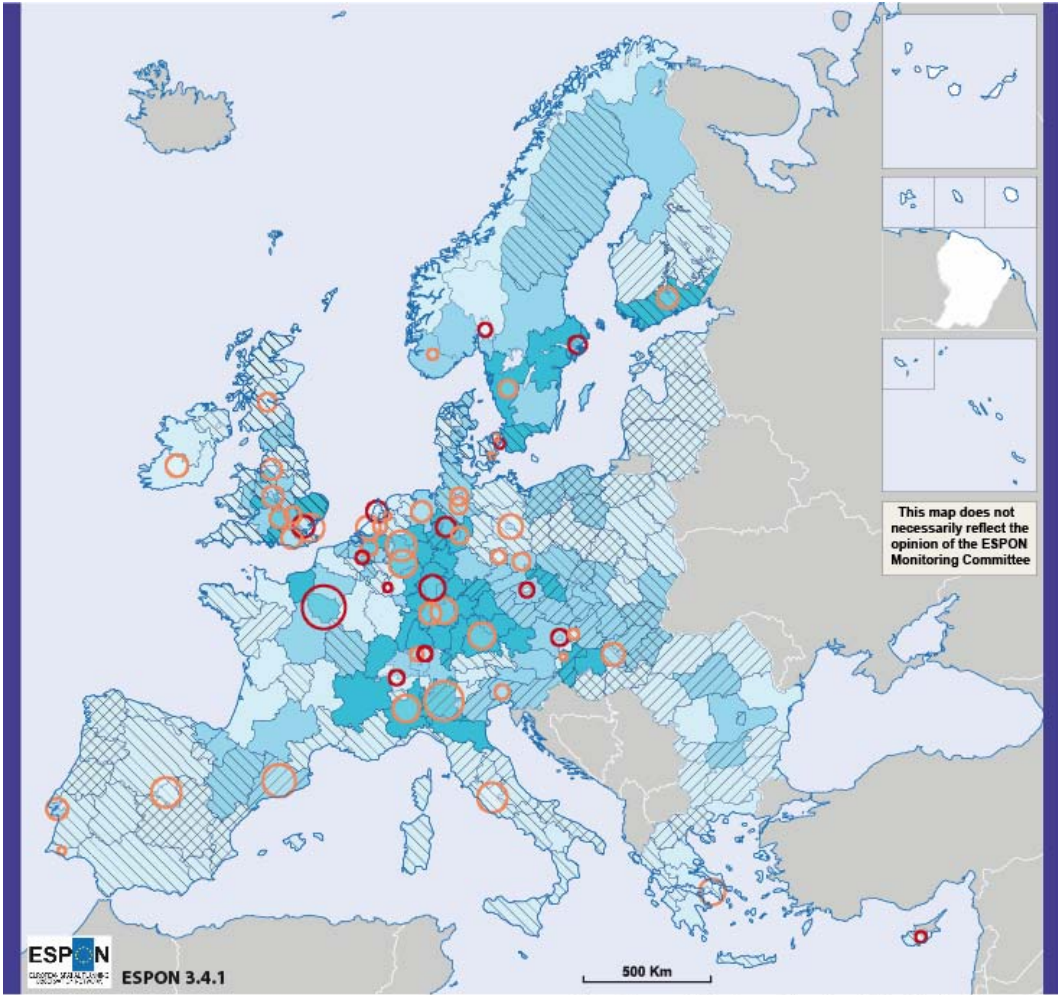 This map does not
necessarily reflect the
opinion of the ESPON
Monitoring Committee
ESPON
ESPON 3.4.1
500 Km